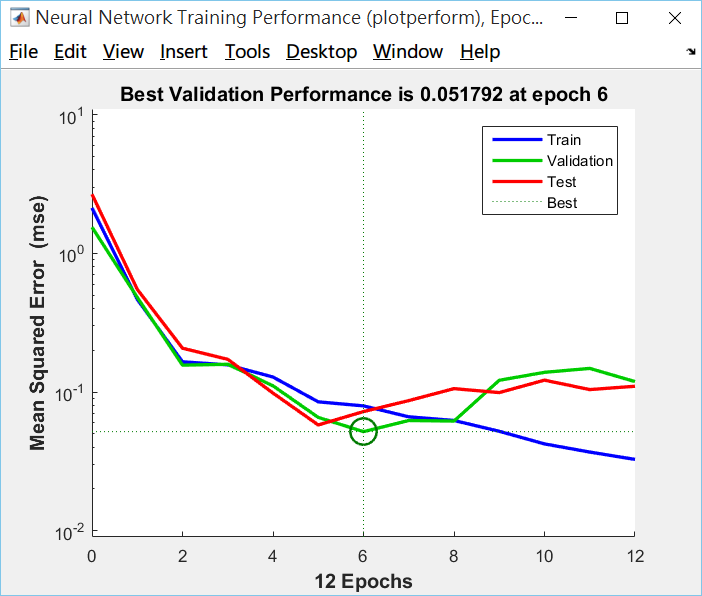 Neural Network Training Performance (plotperform), Epoc...
File Edit View Insert Tools Desktop Window Help
Best Validation Performance is 0.051792 at epoch 6
10^1
10^0
10^-1
10^-2
Mean Squared Error (mse)
Train
Validation
Test
Best
0 2 4 6 8 10 12
12 Epochs